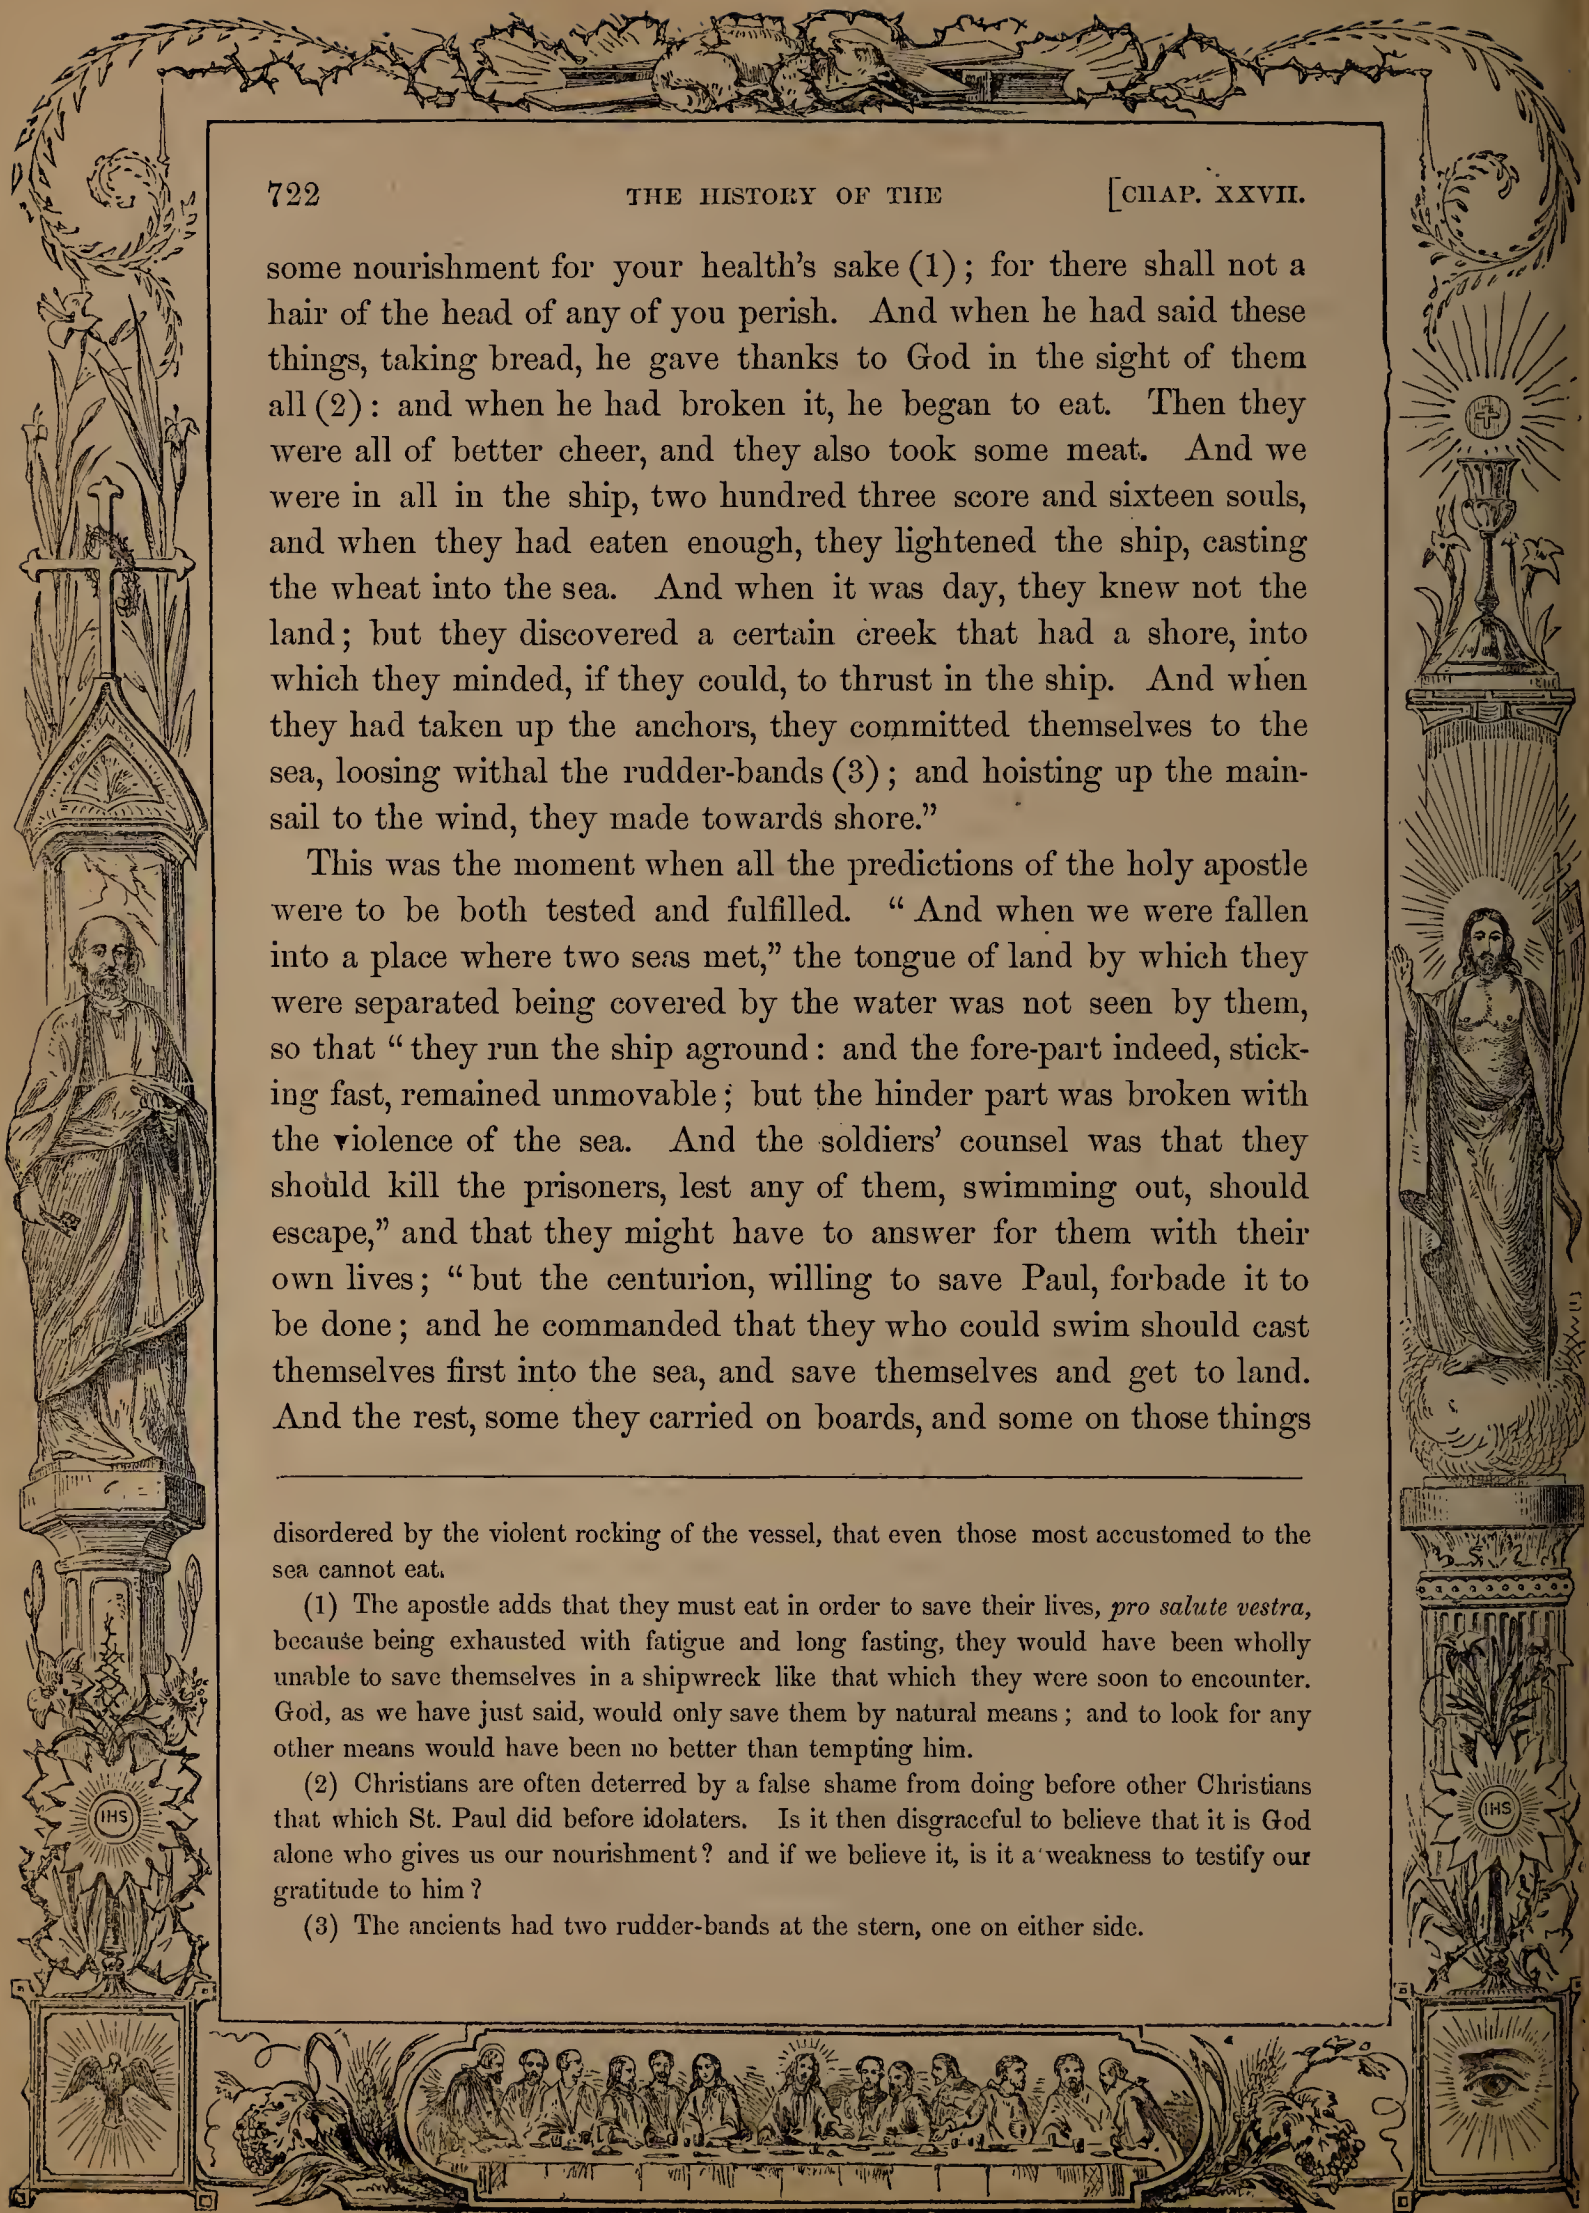 722 THE HISTORY OF THE [CHAP. XXVII.
some nourishment for your health's sake (1); for there shall not a
hair of the head of any of you perish. And when he had said these
things, taking bread, he gave thanks to God in the sight of them
all (2): and when he had broken it, he began to eat. Then they
were all of better cheer, and they also took some meat. And we
were in all in the ship, two hundred three score and sixteen souls,
and when they had eaten enough, they lightened the ship, casting
the wheat into the sea. And when it was day, they knew not the
land; but they discovered a certain creek that had a shore, into
which they minded, if they could, to thrust in the ship. And when
they had taken up the anchors, they committed themselves to the
sea, loosing withal the rudder-bands (3); and hoisting up the main-
sail to the wind, they made towards shore.”
This was the moment when all the predictions of the holy apostle
were to be both tested and fulfilled. “And when we were fallen
into a place where two seas met,” the tongue of land by which they
were separated being covered by the water was not seen by them,
so that “they run the ship aground: and the fore-part indeed, stick-
ing fast, remained unmovable; but the hinder part was broken with
the violence of the sea. And the soldiers’ counsel was that they
should kill the prisoners, lest any of them, swimming out, should
escape,” and that they might have to answer for them with their
own lives; “but the centurion, willing to save Paul, forbade it to
be done; and he commanded that they who could swim should cast
themselves first into the sea, and save themselves and get to land.
And the rest, some they carried on boards, and some on those things
disordered by the violent rocking of the vessel, that even those most accustomed to the
sea cannot eat.
(1) The apostle adds that they must eat in order to save their lives, pro salute vestra,
because being exhausted with fatigue and long fasting, they would have been wholly
unable to save themselves in a shipwreck like that which they were soon to encounter.
God, as we have just said, would only save them by natural means; and to look for any
other means would have been no better than tempting him.
(2) Christians are often deterred by a false shame from doing before other Christians
that which St. Paul did before idolaters. Is it then disgraceful to believe that it is God
alone who gives us our nourishment? and if we believe it, is it a weakness to testify our
gratitude to him?
(3) The ancients had two rudder-bands at the stern, one on either side.
IHS
IHS